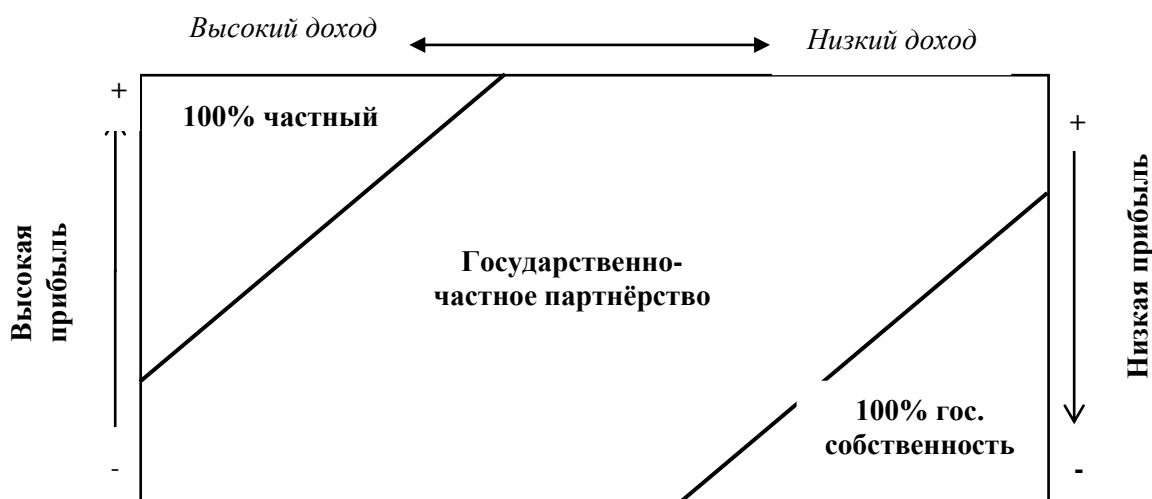 Высокий доход
Низкий доход
+
100% частный
+
Высокая
прибыль
Государственно-
частное партнёрство
Низкая прибыль
100% гос.
собственность
-
-